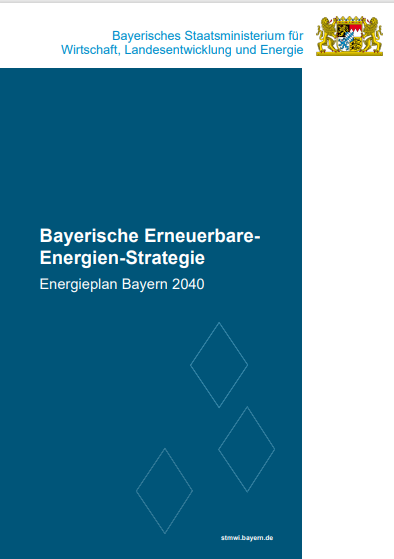 Bayerisches Staatsministerium für
Wirtschaft, Landesentwicklung und Energie
Bayerische Erneuerbare-
Energien-Strategie
Energieplan Bayern 2040
stmwi.bayern.de